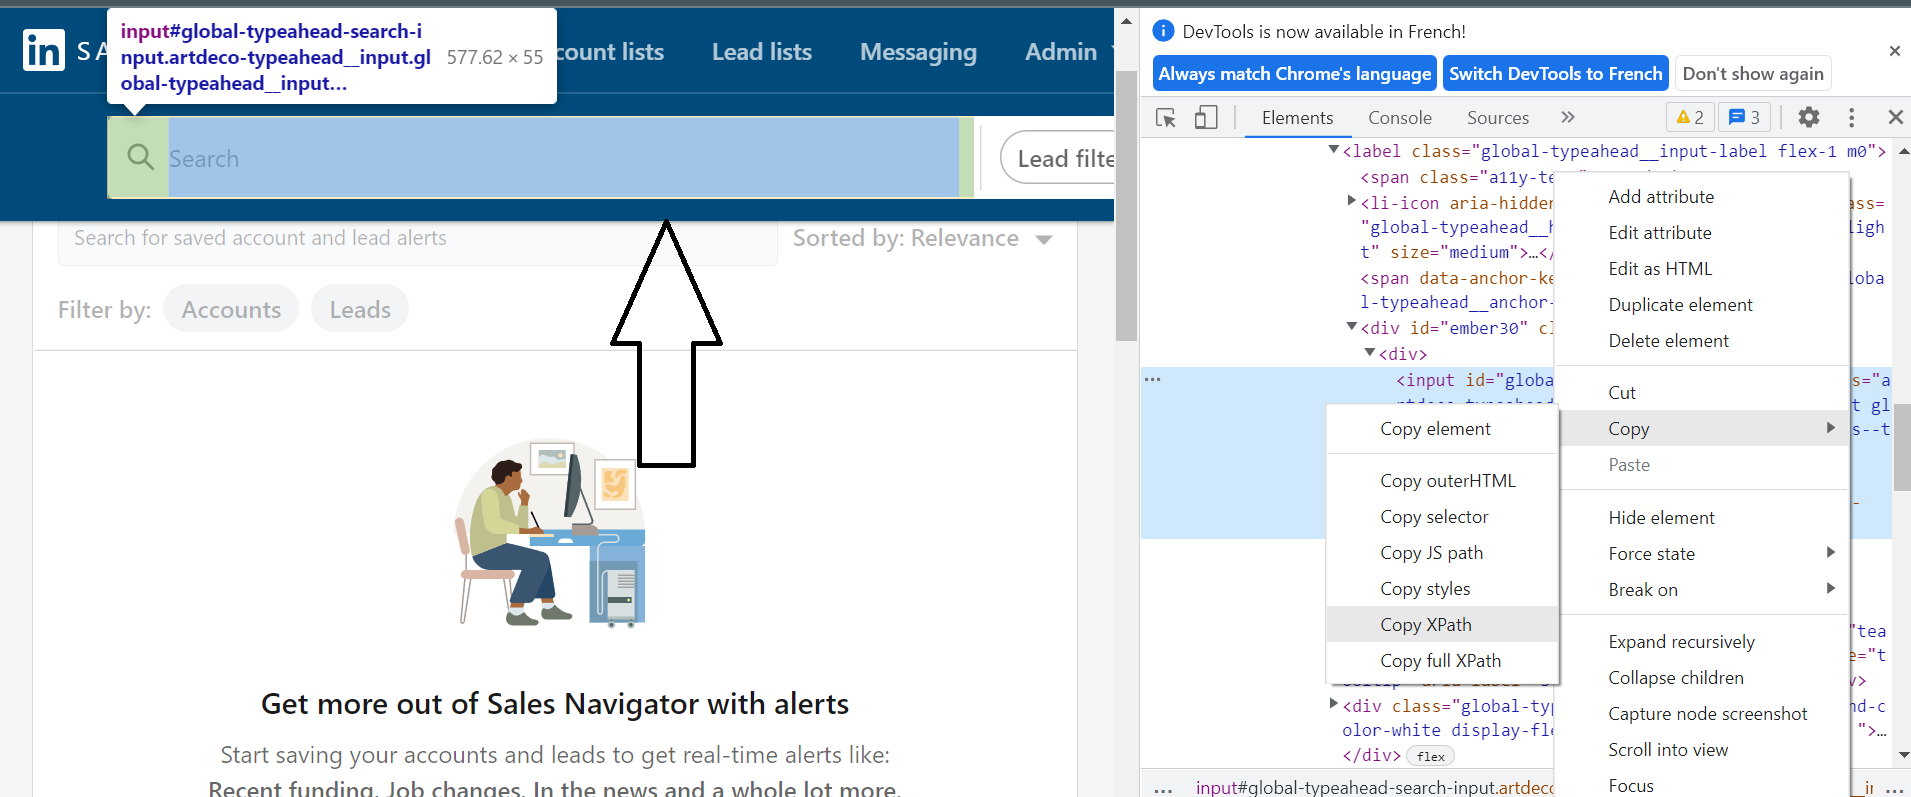 input#global-typeahead-search-i
nput.artdeco-typeahead__input.gl
obal-typeahead__input...
577.62 × 55
in SA
count lists
Lead lists
Messaging
Admin
Search
Lead filte
Search for saved account and lead alerts
Sorted by: Relevance
Filter by:
Accounts
Leads
Get more out of Sales Navigator with alerts
Start saving your accounts and leads to get real-time alerts like:
Recent funding, Job changes, In the news and a whole lot more.
DevTools is now available in French!
Always match Chrome's language
Switch DevTools to French
Don't show again
Elements
Console
Sources
2
3
<label class="global-typeahead__input-label flex-1 m0">
<span class="a11y-te
<li-icon aria-hidder
ass=
"global-typeahead__h
ligh
t" size="medium">…</
<span data-anchor-ke
oba
l-typeahead__anchor-
<div id="ember30" cl
<div>
<input id="globa
s="a
t gl
s--t
"tea
e="t
v>
<div class="global-typ
nd-c
olor-white display-fle
">…
</div>
flex
... input#global-typeahead-search-input.artdeco
...
Add attribute
Edit attribute
Edit as HTML
Duplicate element
Delete element
Cut
Copy
Paste
Hide element
Force state
Break on
Expand recursively
Collapse children
Capture node screenshot
Scroll into view
Focus
Copy element
Copy outerHTML
Copy selector
Copy JS path
Copy styles
Copy XPath
Copy full XPath